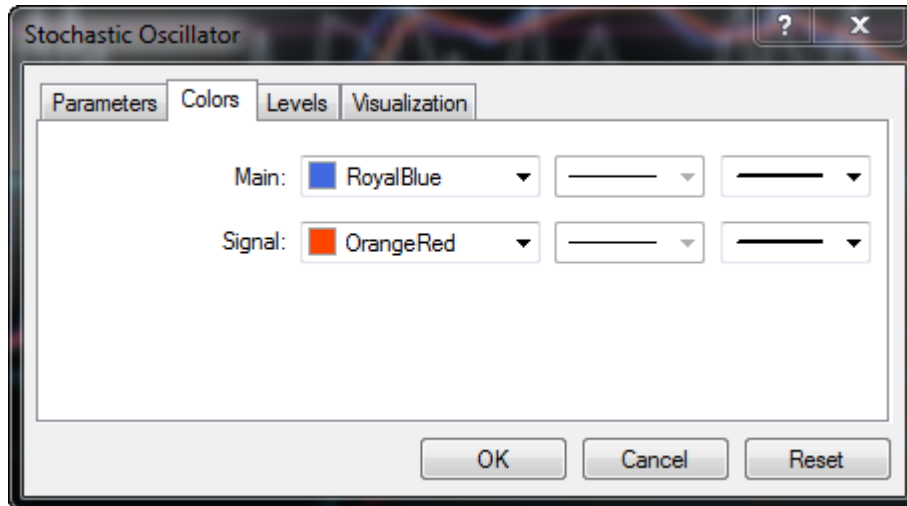 Stochastic Oscillator ? X
Parameters Colors Levels Visualization
Main: RoyalBlue
Signal: OrangeRed
OK Cancel Reset